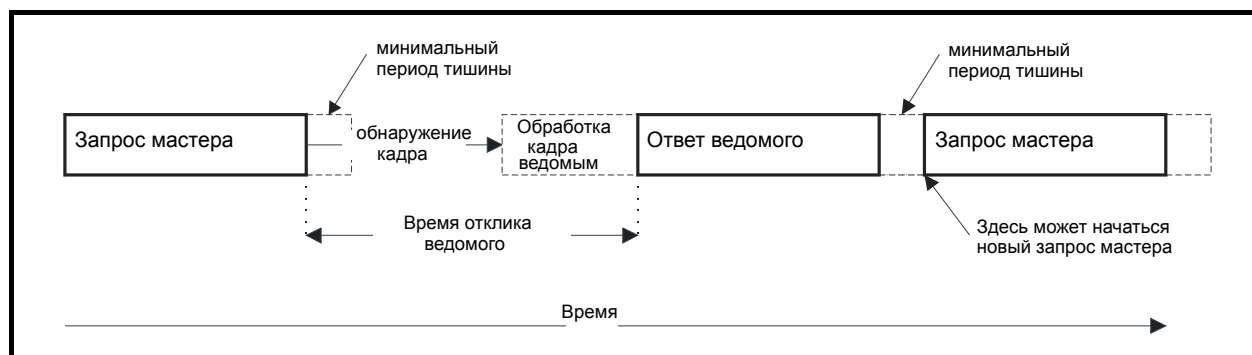 минимальный
период тишины
минимальный
период тишины
Запрос мастера
обнаружение
кадра
Обработка
кадра
ведомым
Ответ ведомого
Запрос мастера
Время отклика
ведомого
Здесь может начаться
новый запрос мастера
Время